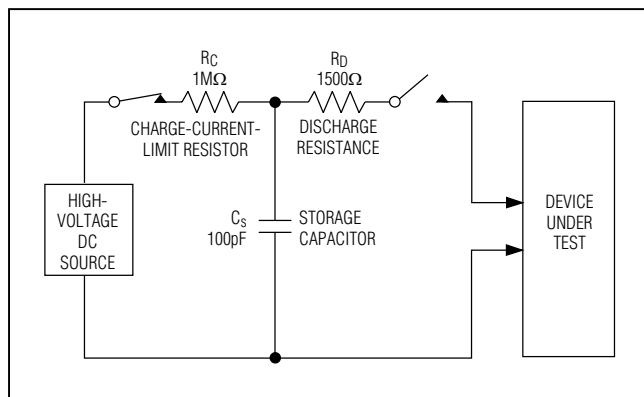 RC
1MΩ
CHARGE-CURRENT-
LIMIT RESISTOR
RD
1500Ω
DISCHARGE
RESISTANCE
HIGH-
VOLTAGE
DC
SOURCE
Cs
100pF
STORAGE
CAPACITOR
DEVICE
UNDER
TEST